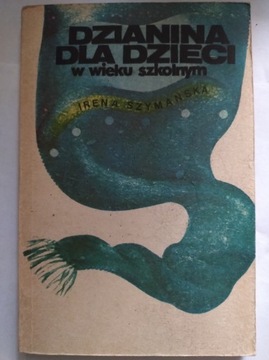 DZIANINA
DLA DZIECI
w wieku szkolnym
IRENA SZYMAŃSKA